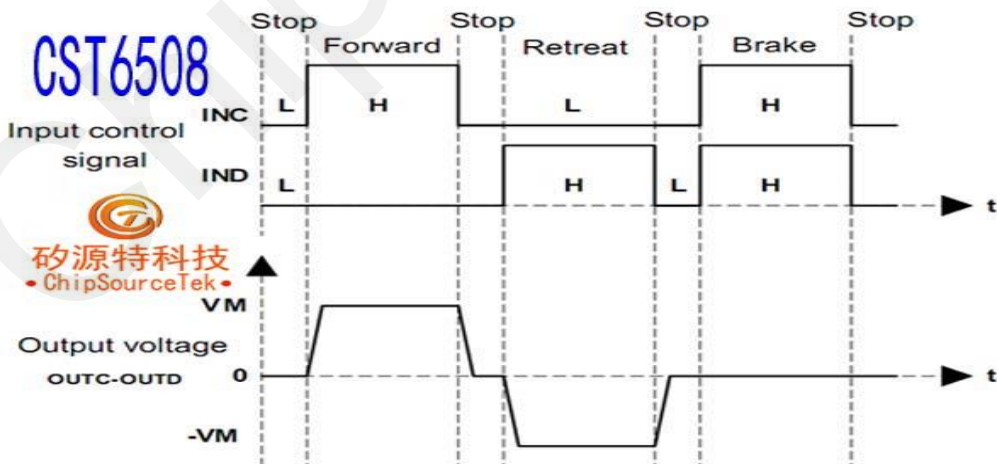 Stop Stop Stop Stop
Forward Retreat Brake
CST6508
INC L H L H
Input control
signal
IND L H L H
t
矽源特科技
•ChipSourceTek•
VM
Output voltage
OUTC-OUTD 0 t
-VM